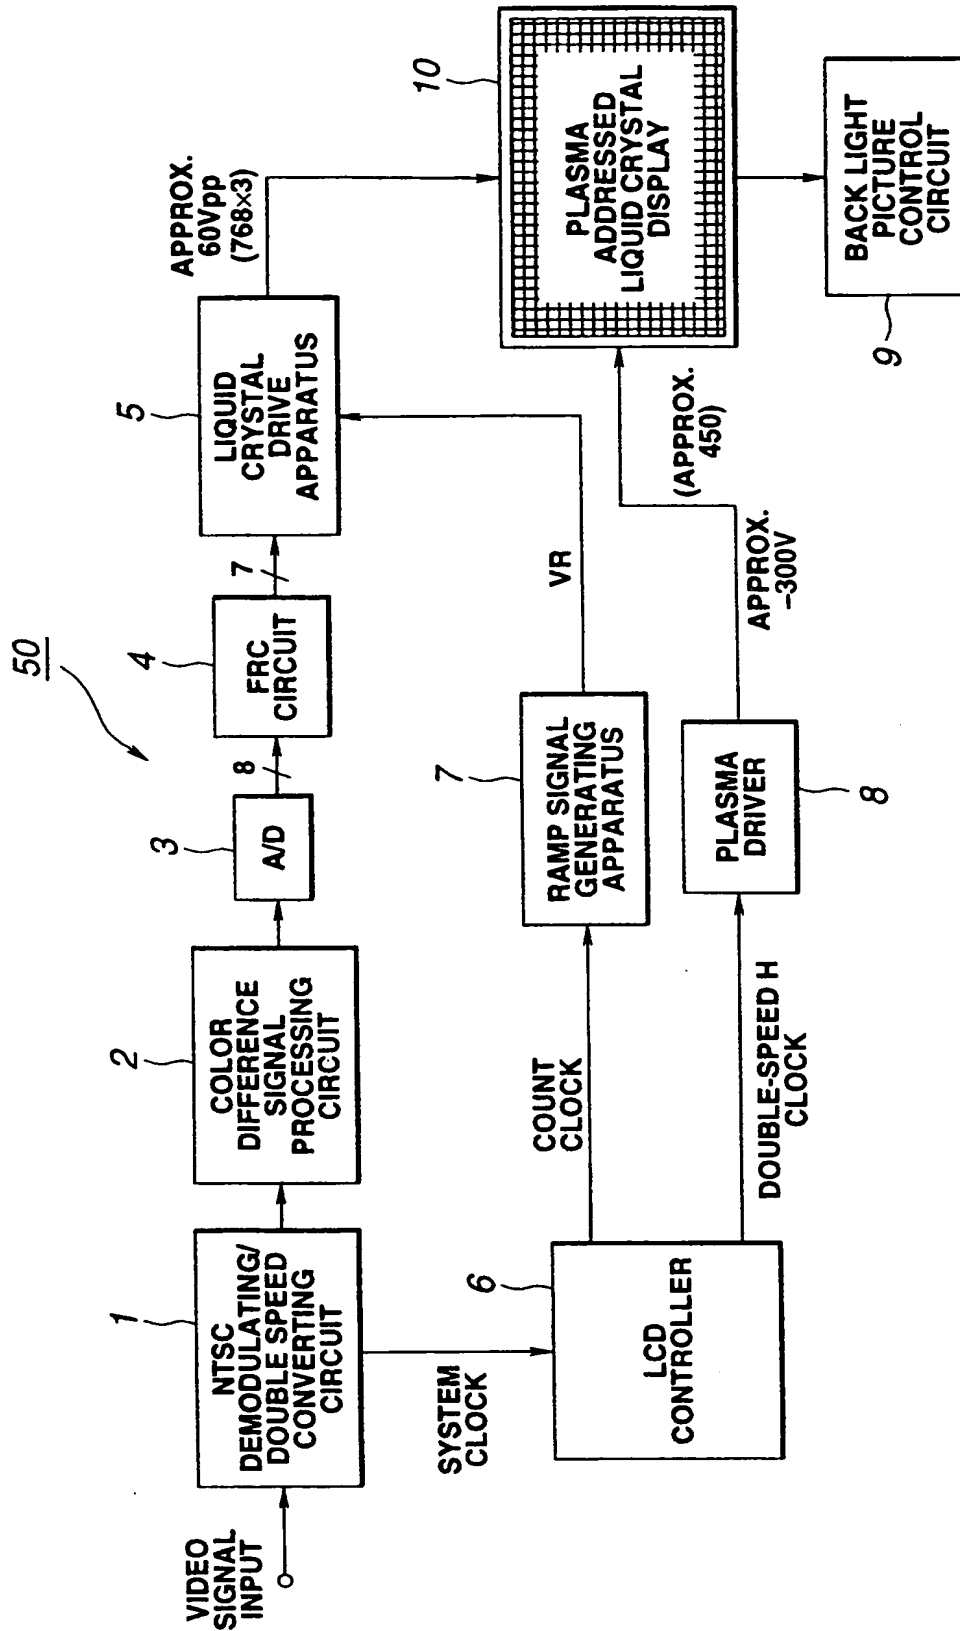 50
VIDEO
SIGNAL
INPUT
1
NTSC
DEMODULATING/
DOUBLE SPEED
CONVERTING
CIRCUIT
2
COLOR
DIFFERENCE
SIGNAL
PROCESSING
CIRCUIT
3
A/D
8
4
FRC
CIRCUIT
7
5
LIQUID
CRYSTAL
DRIVE
APPARATUS
APPROX.
60Vpp
(768×3)
SYSTEM
CLOCK
6
LCD
CONTROLLER
COUNT
CLOCK
7
RAMP SIGNAL
GENERATING
APPARATUS
VR
DOUBLE-SPEED H
CLOCK
PLASMA
DRIVER
8
APPROX.
–300V
(APPROX.
450)
10
PLASMA
ADDRESSED
LIQUID CRYSTAL
DISPLAY
BACK LIGHT
PICTURE
CONTROL
CIRCUIT
9